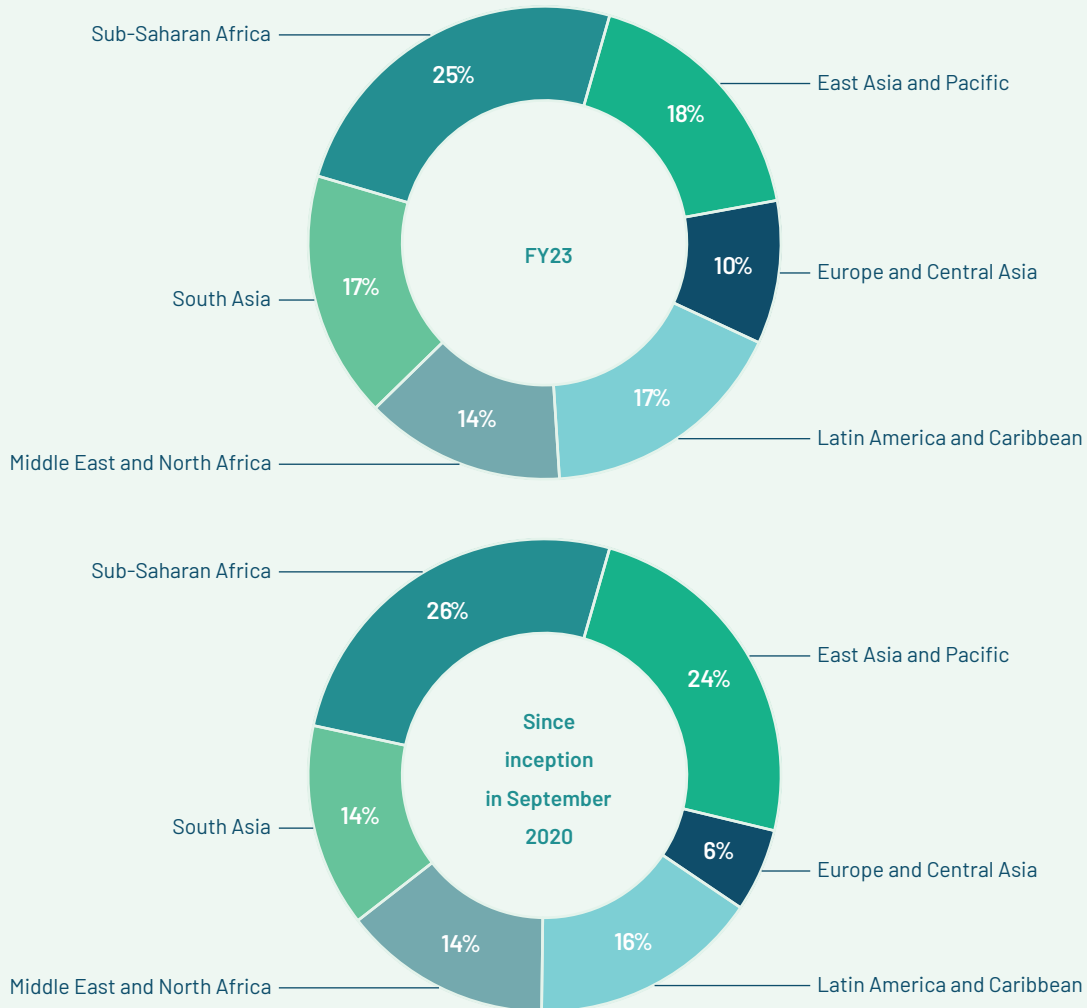 Sub-Saharan Africa
25%
18%
East Asia and Pacific
FY23
10%
Europe and Central Asia
South Asia
17%
17%
Latin America and Caribbean
14%
Middle East and North Africa
Sub-Saharan Africa
26%
East Asia and Pacific
24%
Since
inception
in September
2020
South Asia
14%
6%
Europe and Central Asia
14%
16%
Middle East and North Africa
Latin America and Caribbean